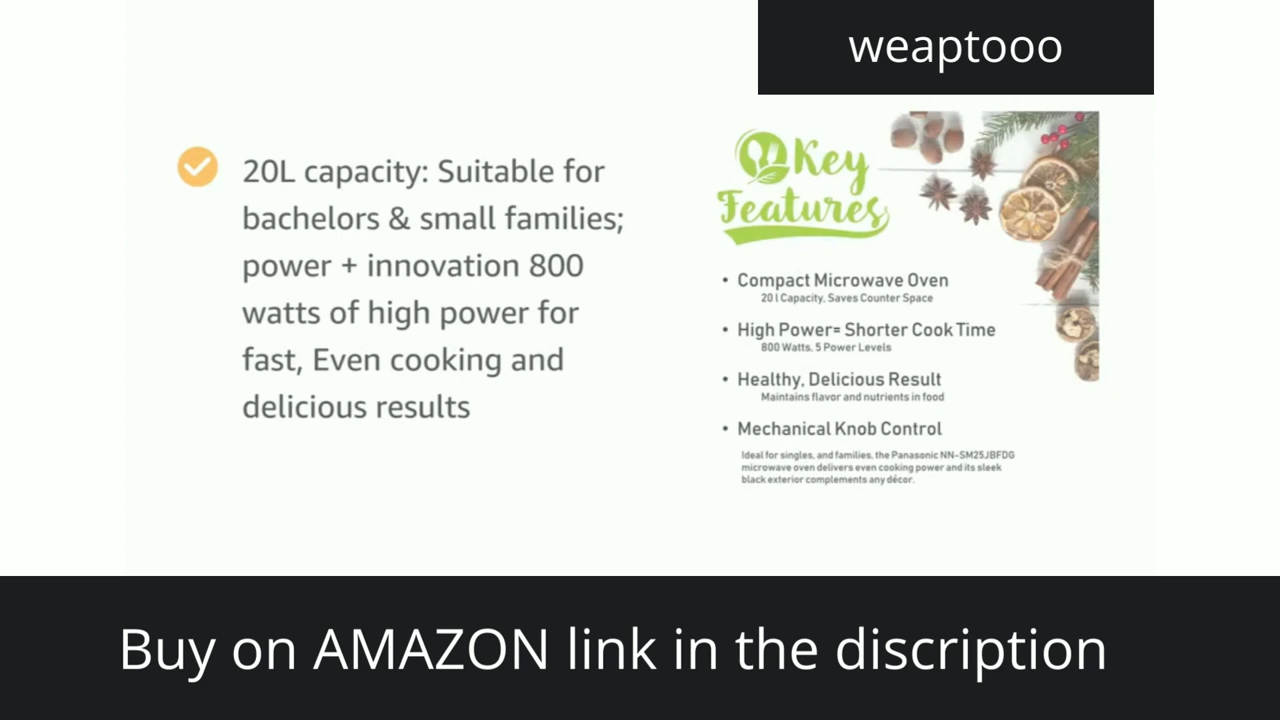 weaptooo
20L capacity: Suitable for
bachelors & small families;
power + innovation 800
watts of high power for
fast, Even cooking and
delicious results
Key
Features
• Compact Microwave Oven
20 l Capacity, Saves Counter Space
• High Power= Shorter Cook Time
800 Watts, 5 Power Levels
• Healthy, Delicious Result
Maintains flavor and nutrients in food
• Mechanical Knob Control
Ideal for singles, and families, the Panasonic NN-SM25JBFDG
microwave oven delivers even cooking power and its sleek
black exterior complements any décor.
Buy on AMAZON link in the discription